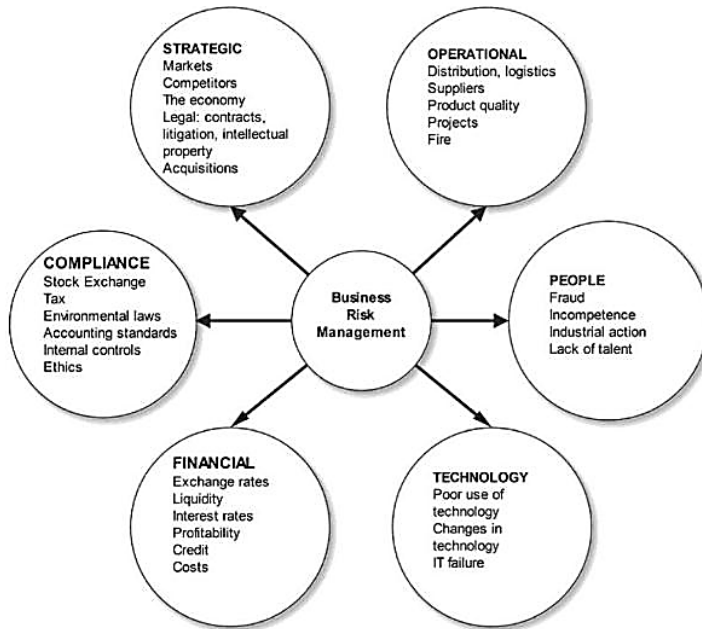 STRATEGIC
Markets
Competitors
The economy
Legal: contracts,
litigation, intellectual
property
Acquisitions
OPERATIONAL
Distribution, logistics
Suppliers
Product quality
Projects
Fire
COMPLIANCE
Stock Exchange
Tax
Environmental laws
Accounting standards
Internal controls
Ethics
Business
Risk
Management
PEOPLE
Fraud
Incompetence
Industrial action
Lack of talent
FINANCIAL
Exchange rates
Liquidity
Interest rates
Profitability
Credit
Costs
TECHNOLOGY
Poor use of
technology
Changes in
technology
IT failure